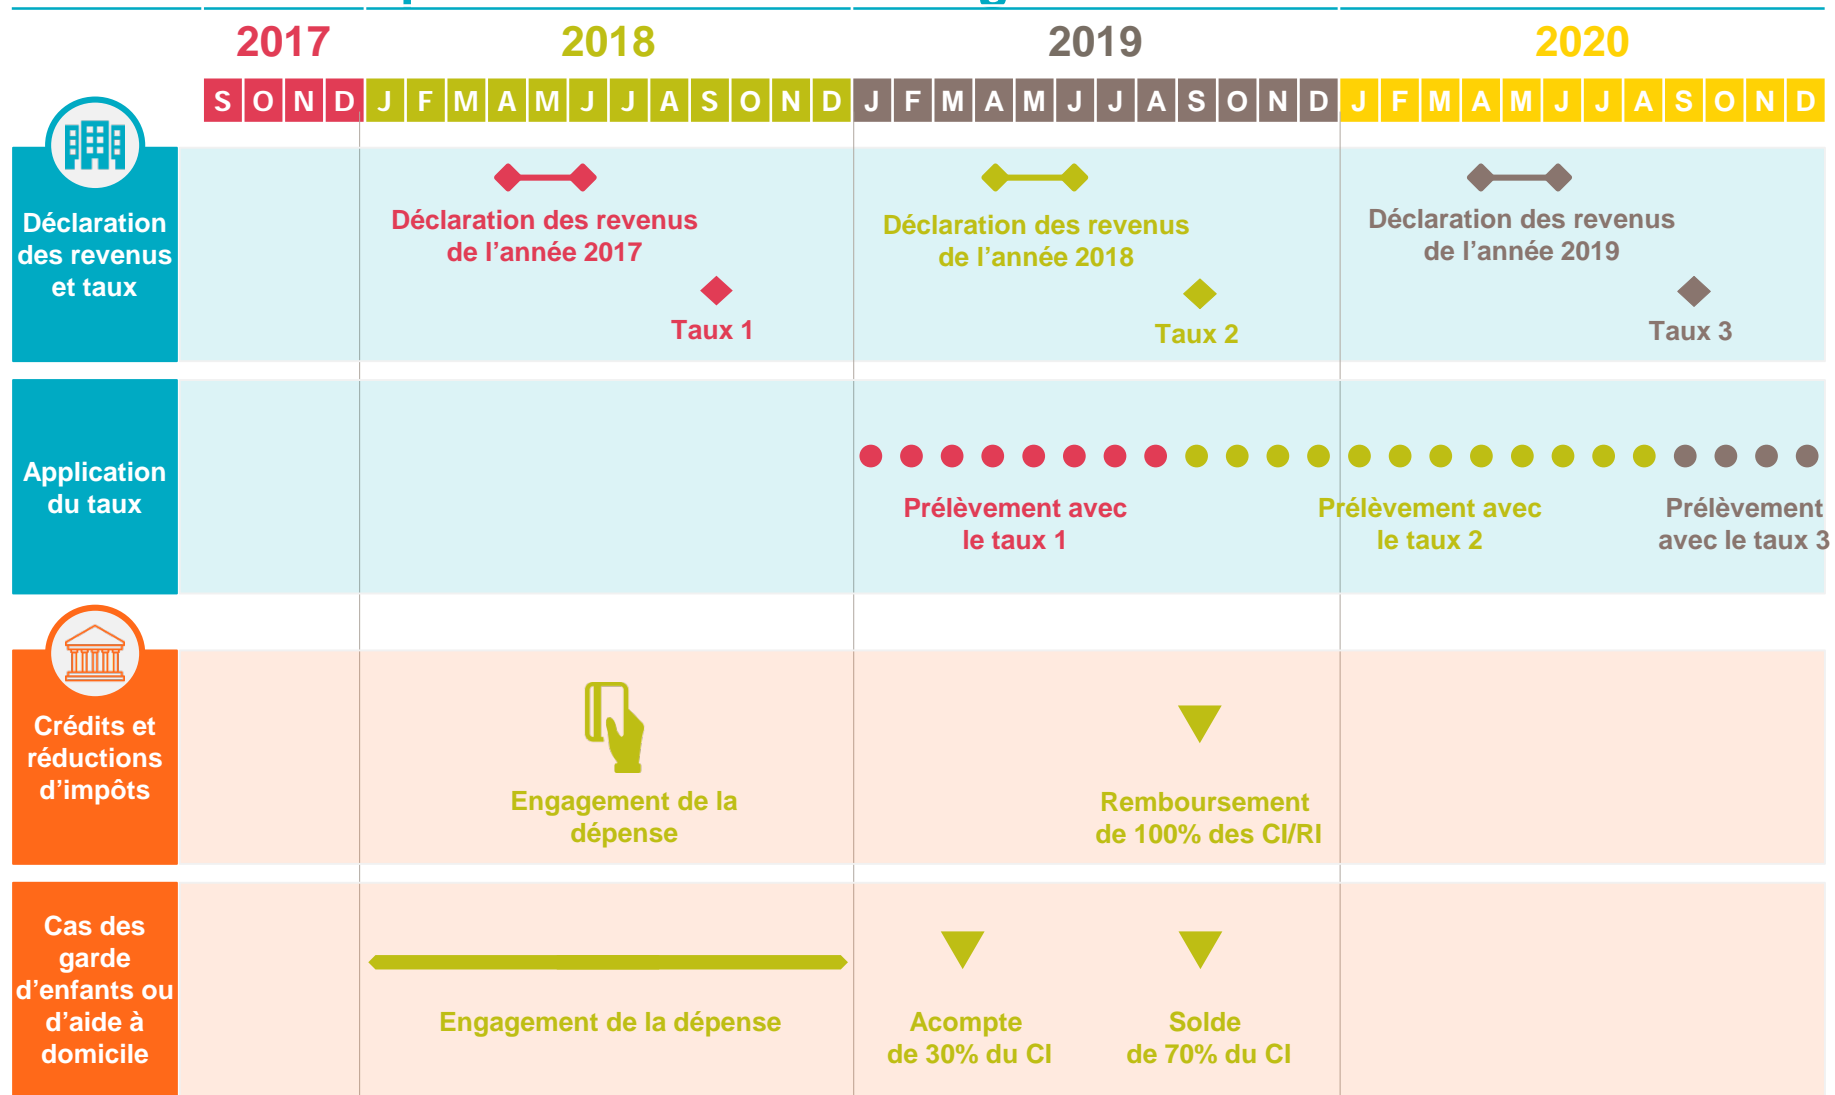 2017 2018 2019 2020
S O N D J F M A M J J A S O N D J F M A M J J A S O N D J F M A M J J A S O N D
Déclaration
des revenus
et taux
Déclaration des revenus
de l’année 2017
Taux 1
Déclaration des revenus
de l’année 2018
Taux 2
Déclaration des revenus
de l’année 2019
Taux 3
Application
du taux
Prélèvement avec
le taux 1
Prélèvement avec
le taux 2
Prélèvement
avec le taux 3
Crédits et
réductions
d’impôts
Engagement de la
dépense
Remboursement
de 100% des CI/RI
Cas des
garde
d’enfants ou
d’aide à
domicile
Engagement de la dépense
Acompte
de 30% du CI
Solde
de 70% du CI